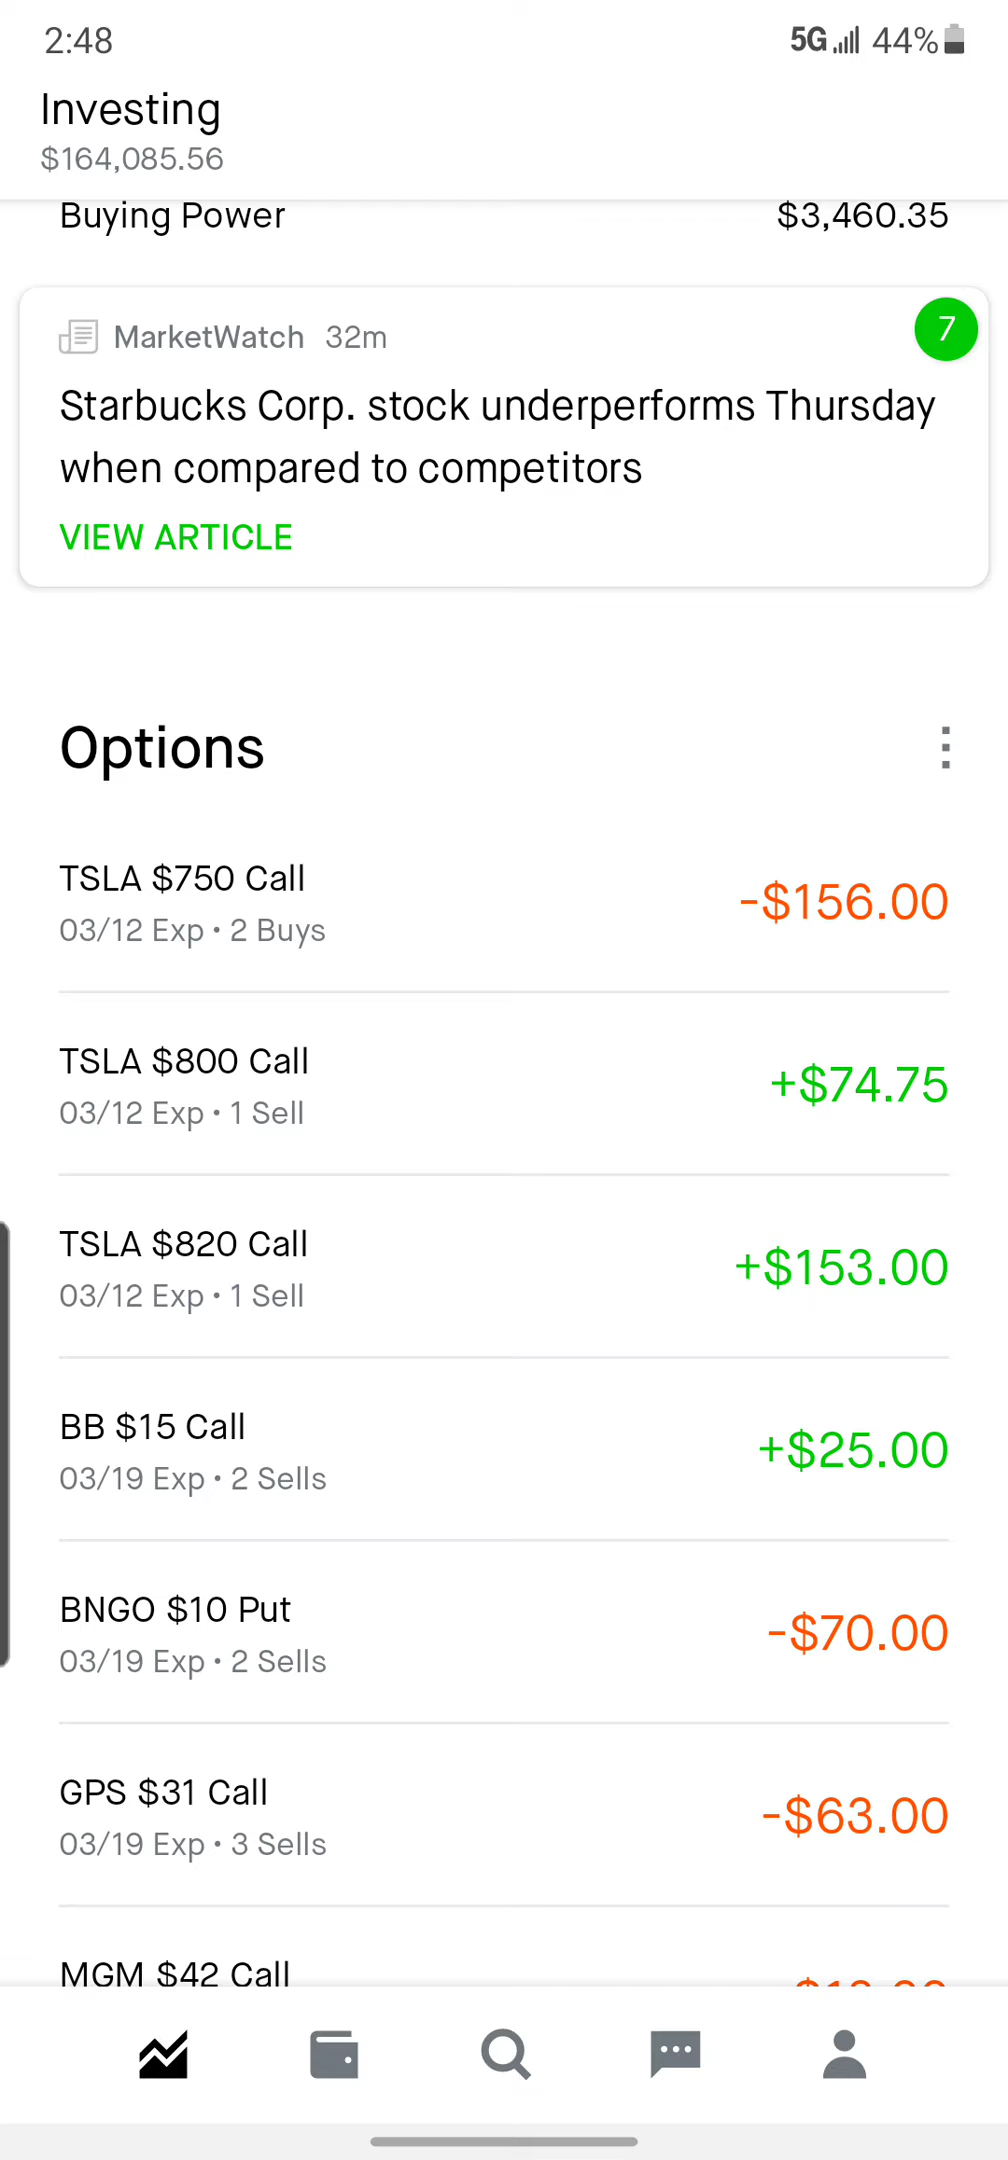 2:48
5G 44%
Investing
$164,085.56
Buying Power $3,460.35
MarketWatch 32m
7
Starbucks Corp. stock underperforms Thursday
when compared to competitors
VIEW ARTICLE
Options
TSLA $750 Call
03/12 Exp • 2 Buys
-$156.00
TSLA $800 Call
03/12 Exp • 1 Sell
+$74.75
TSLA $820 Call
03/12 Exp • 1 Sell
+$153.00
BB $15 Call
03/19 Exp • 2 Sells
+$25.00
BNGO $10 Put
03/19 Exp • 2 Sells
-$70.00
GPS $31 Call
03/19 Exp • 3 Sells
-$63.00
MGM $42 Call